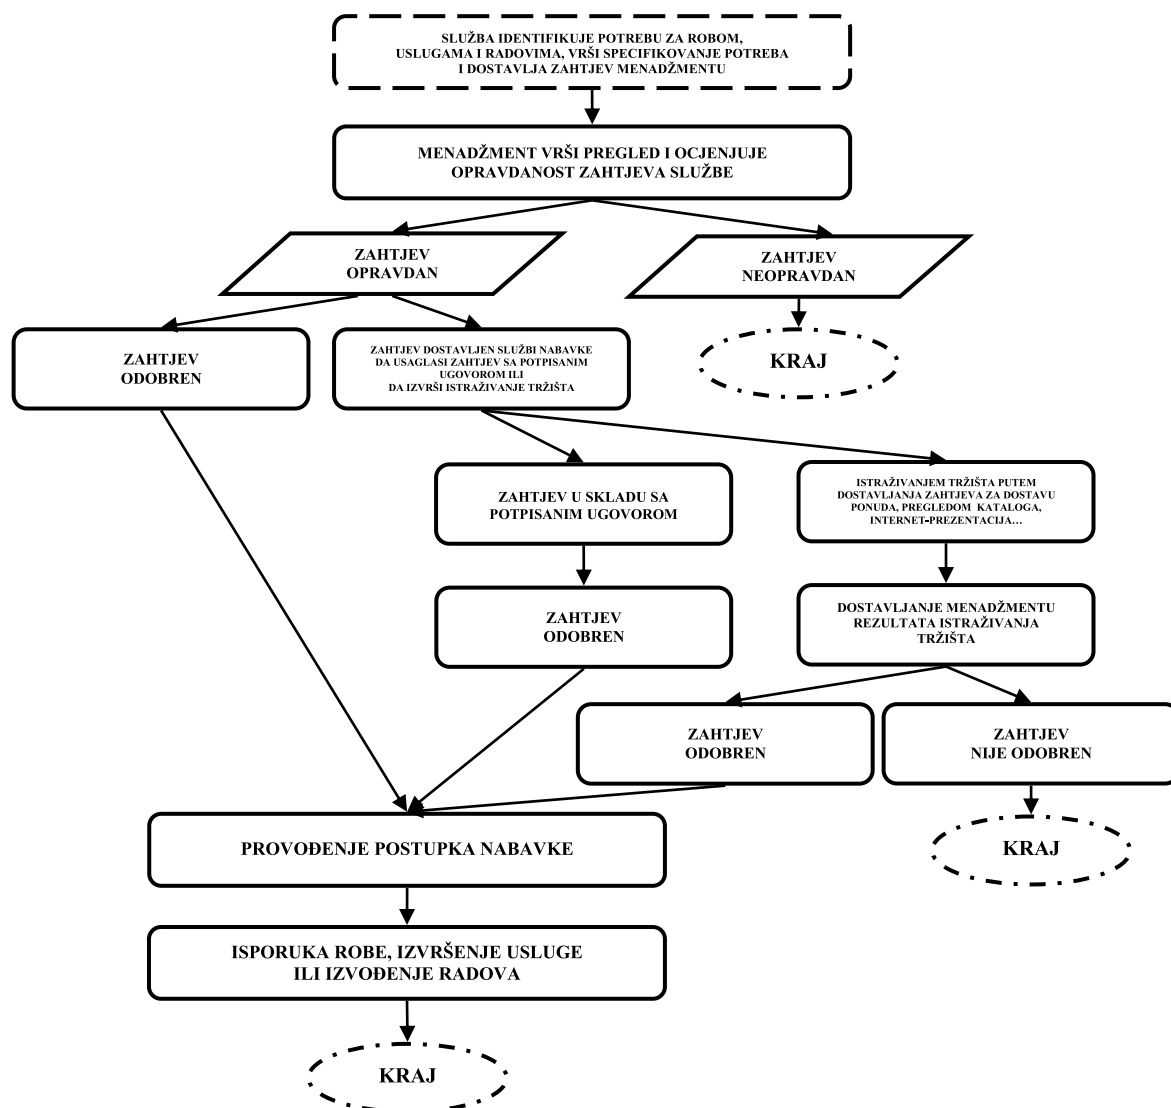 SLUŽBA IDENTIFIKUJE POTREBU ZA ROBOM,
USLUGAMA I RADOVIMA, VRŠI SPECIFIKOVANJE POTREBA
I DOSTAVLJA ZAHTJEV MENADŽMENTU
MENADŽMENT VRŠI PREGLED I OCJENJUJE
OPRAVDANOST ZAHTJEVA SLUŽBE
ZAHTJEV
OPRAVDAN
ZAHTJEV
NEOPRAVDAN
ZAHTJEV
ODOBREN
ZAHTJEV DOSTAVLJEN SLUŽBI NABAVKE
DA USAGLASI ZAHTJEV SA POTPISANIM
UGOVOROM ILI
DA IZVRŠI ISTRAŽIVANJE TRŽIŠTA
KRAJ
ZAHTJEV U SKLADU SA
POTPISANIM UGOVOROM
ISTRAŽIVANJEM TRŽIŠTA PUTEM
DOSTAVLJANJA ZAHTJEVA ZA DOSTAVU
PONUDA, PREGLEDOM KATALOGA,
INTERNET-PREZENTACIJA...
ZAHTJEV
ODOBREN
DOSTAVLJANJE MENADŽMENTU
REZULTATA ISTRAŽIVANJA
TRŽIŠTA
ZAHTJEV
ODOBREN
ZAHTJEV
NIJE ODOBREN
PROVOĐENJE POSTUPKA NABAVKE
KRAJ
ISPORUKA ROBE, IZVRŠENJE USLUGE
ILI IZVOĐENJE RADOVA
KRAJ